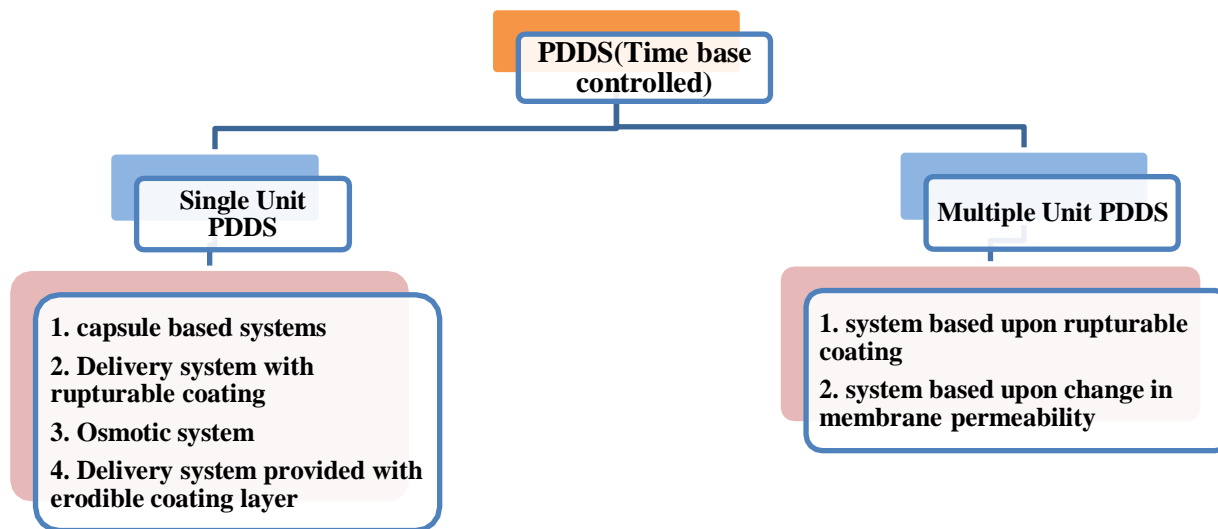 PDDS(Time base
controlled)
Single Unit
PDDS
Multiple Unit PDDS
1. capsule based systems
2. Delivery system with
rupturable coating
3. Osmotic system
4. Delivery system provided with
erodible coating layer
1. system based upon rupturable
coating
2. system based upon change in
membrane permeability